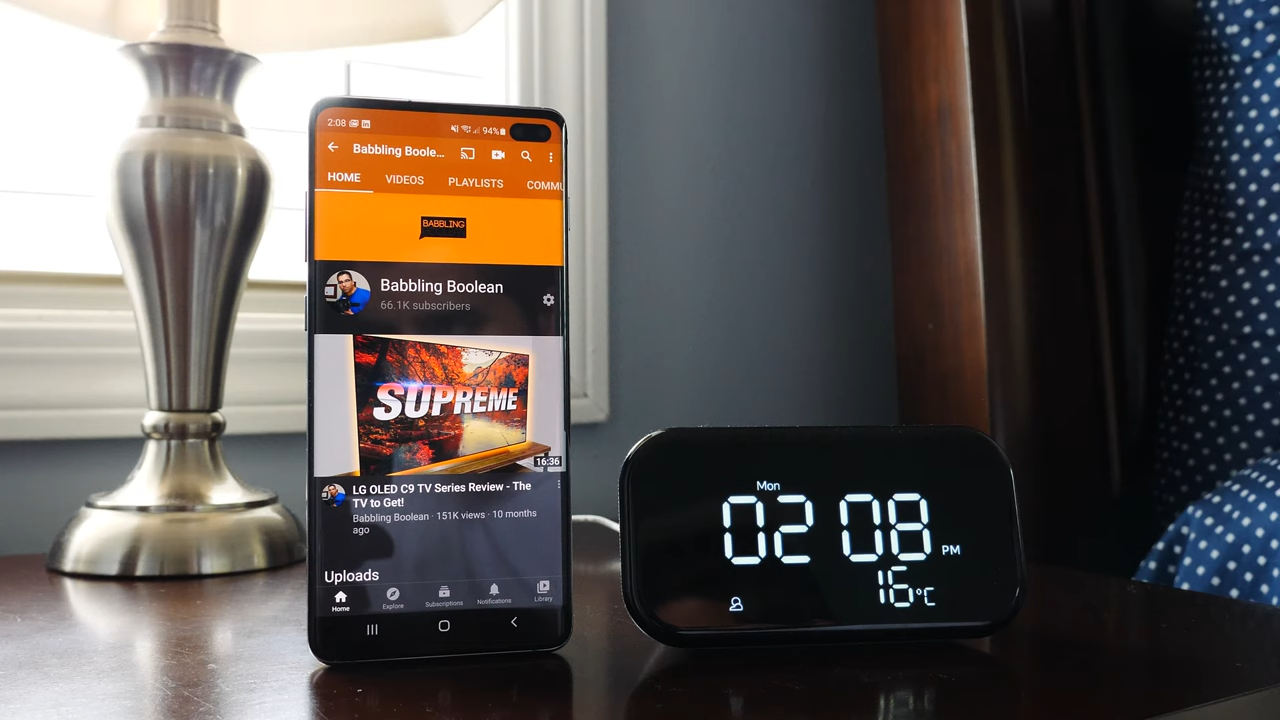 2:08 94%
Babbling Boole...
HOME VIDEOS PLAYLISTS COMMU
BABBLING
Babbling Boolean
66.1K subscribers
SUPREME
16:36
LG OLED C9 TV Series Review - The
TV to Get!
Babbling Boolean · 151K views · 10 months
ago
Uploads
Home Explore Subscriptions Notifications Library
Mon
02 08 PM
16°C